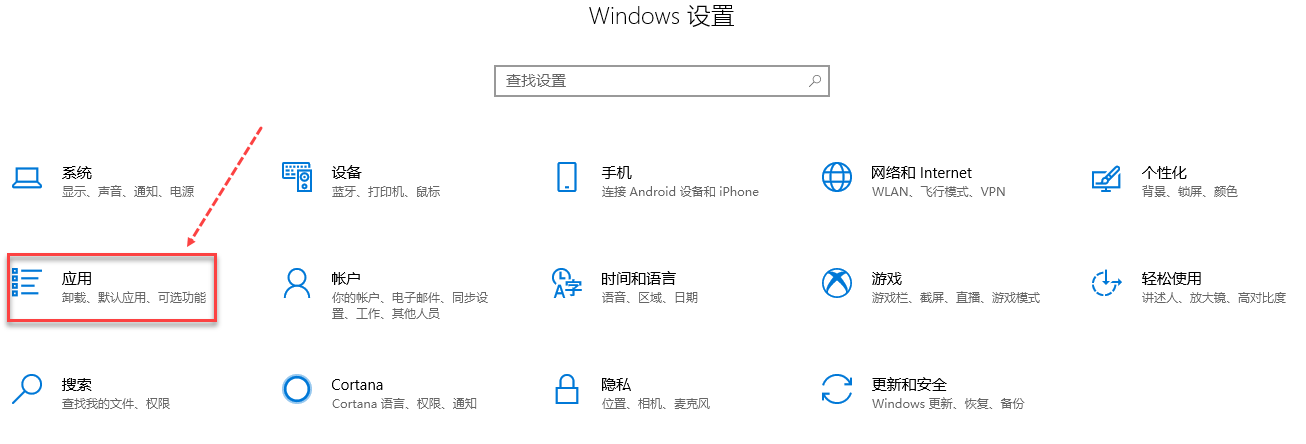 Windows 设置
查找设置
系统
显示、声音、通知、电源
设备
蓝牙、打印机、鼠标
手机
连接 Android 设备和 iPhone
网络和 Internet
WLAN、飞行模式、VPN
个性化
背景、锁屏、颜色
应用
卸载、默认应用、可选功能
帐户
你的帐户、电子邮件、同步设
置、工作、其他人员
时间和语言
语音、区域、日期
游戏
游戏栏、截屏、直播、游戏模式
轻松使用
讲述人、放大镜、高对比度
搜索
查找我的文件、权限
Cortana
Cortana 语言、权限、通知
隐私
位置、相机、麦克风
更新和安全
Windows 更新、恢复、备份